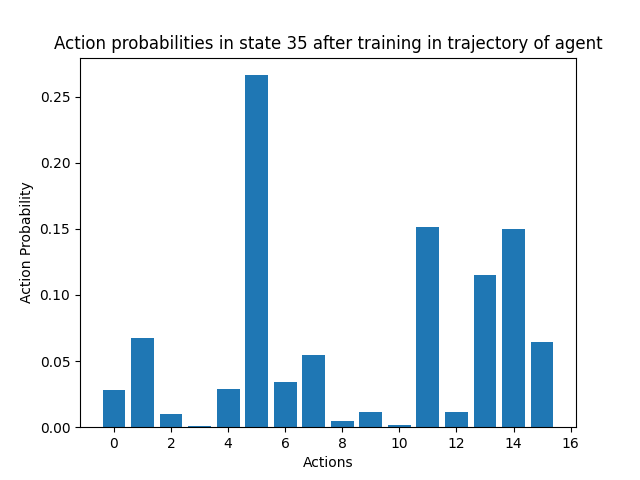 Action probabilities in state 35 after training in trajectory of agent
0.25
0.20
0.15
0.10
0.05
0.00
Action Probability
0 2 4 6 8 10 12 14 16
Actions